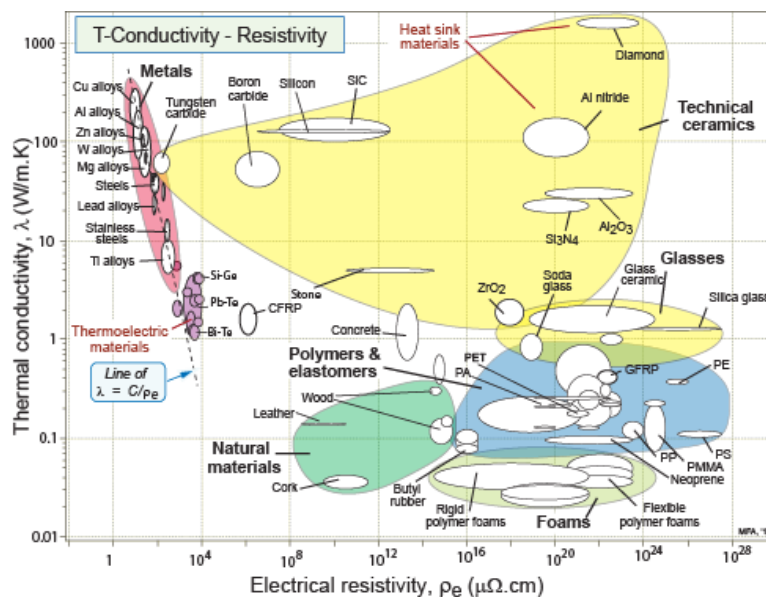 T-Conductivity - Resistivity
Heat sink
materials
1000
100
10
1
0.1
0.01
Thermal conductivity, λ (W/m.K)
Metals
Cu alloys
Al alloys
Zn alloys
W alloys
Mg alloys
Steels
Lead alloys
Stainless
steels
Ti alloys
Tungsten
carbide
Boron
carbide
Silicon
SiC
Diamond
Al nitride
Technical
ceramics
Si3N4
Al2O3
Glasses
Stone
ZrO2
Soda
glass
Glass
ceramic
Silica glass
Si-Ge
Pb-Te
Bi-Te
CFRP
Concrete
Thermoelectric
materials
Line of
λ = C/ρe
Polymers &
elastomers
PET
PA
GFRP
PE
Wood
Leather
Natural
materials
Cork
Butyl
rubber
Rigid
polymer foams
Foams
Flexible
polymer foams
Neoprene
PP
PMMA
PS
1
10^4
10^8
10^12
10^16
10^20
10^24
10^28
Electrical resistivity, ρe (μΩ.cm)